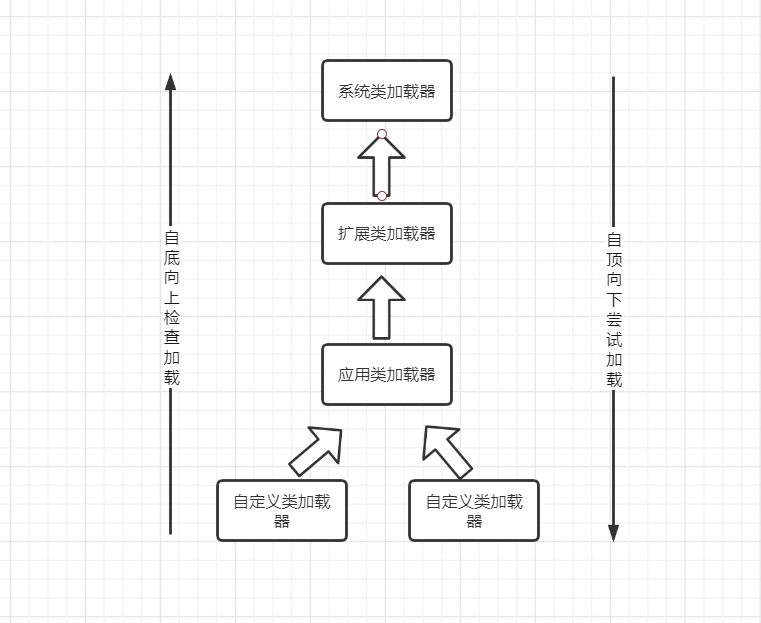 系统类加载器
扩展类加载器
自底向上检查加载
自顶向下尝试加载
应用类加载器
自定义类加载
器
自定义类加载
器